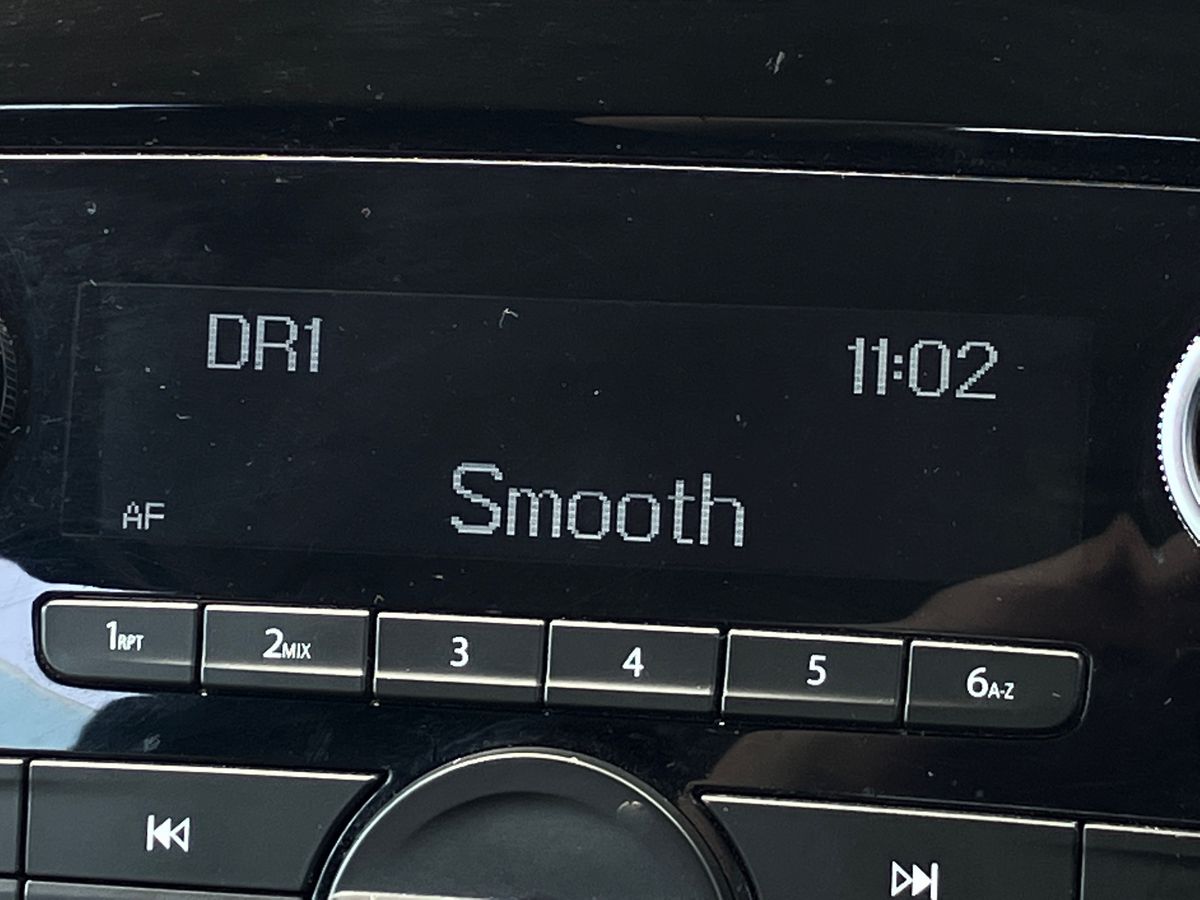 DR1 11:02
Smooth
AF
1RPT 2MIX 3 4 5 6A-Z